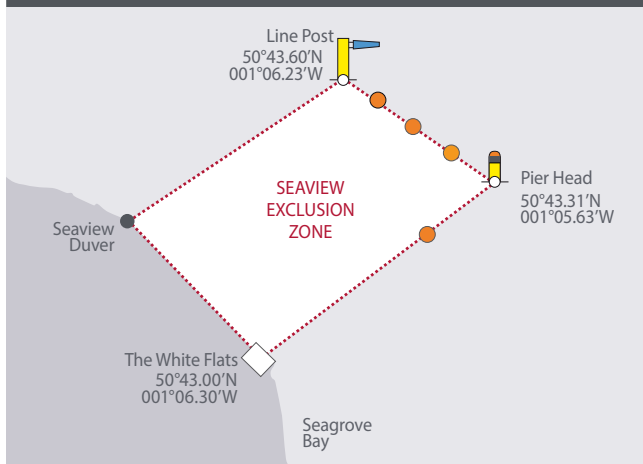 Line Post
50°43.60’N
001°06.23’W
SEAVIEW
EXCLUSION
ZONE
Pier Head
50°43.31’N
001°05.63’W
Seaview
Duver
The White Flats
50°43.00’N
001°06.30’W
Seagrove
Bay